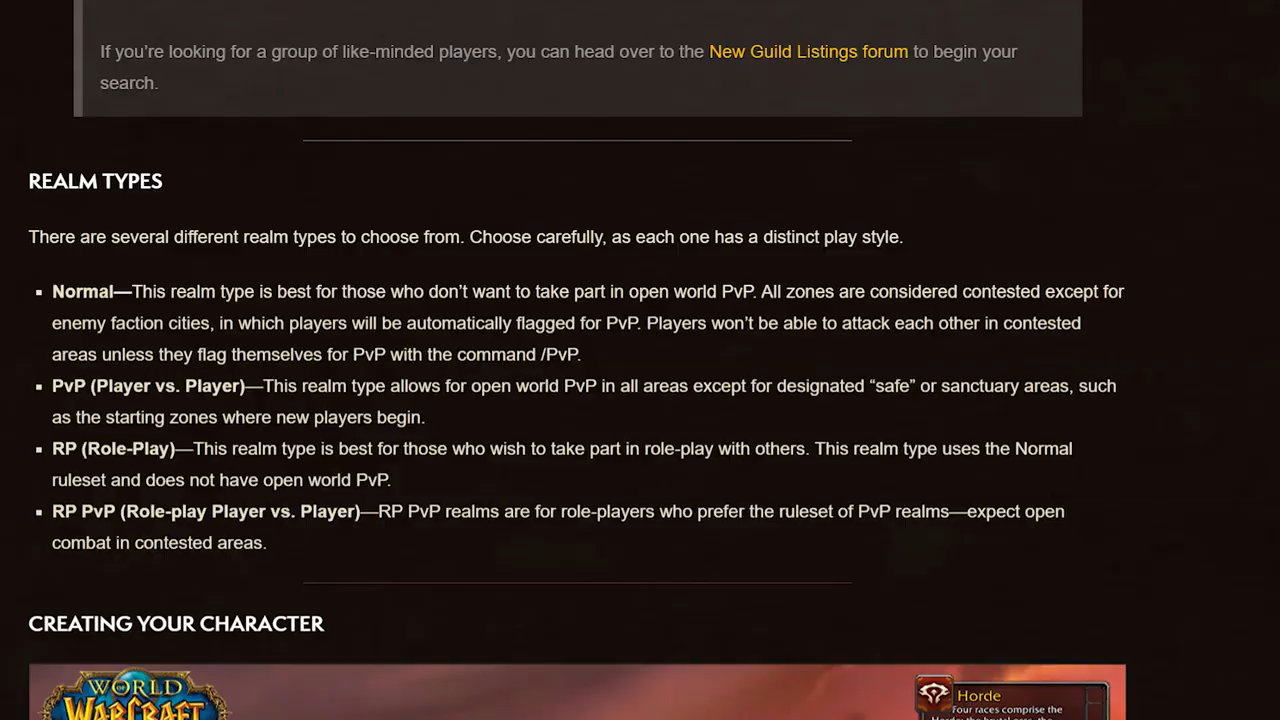 If you’re looking for a group of like-minded players, you can head over to the New Guild Listings forum to begin your
search.
REALM TYPES
There are several different realm types to choose from. Choose carefully, as each one has a distinct play style.
▪ Normal—This realm type is best for those who don’t want to take part in open world PvP. All zones are considered contested except for
enemy faction cities, in which players will be automatically flagged for PvP. Players won’t be able to attack each other in contested
areas unless they flag themselves for PvP with the command /PvP.
▪ PvP (Player vs. Player)—This realm type allows for open world PvP in all areas except for designated “safe” or sanctuary areas, such
as the starting zones where new players begin.
▪ RP (Role-Play)—This realm type is best for those who wish to take part in role-play with others. This realm type uses the Normal
ruleset and does not have open world PvP.
▪ RP PvP (Role-play Player vs. Player)—RP PvP realms are for role-players who prefer the ruleset of PvP realms—expect open
combat in contested areas.
CREATING YOUR CHARACTER
WORLD OF
WARCRAFT
Horde
Four races comprise the